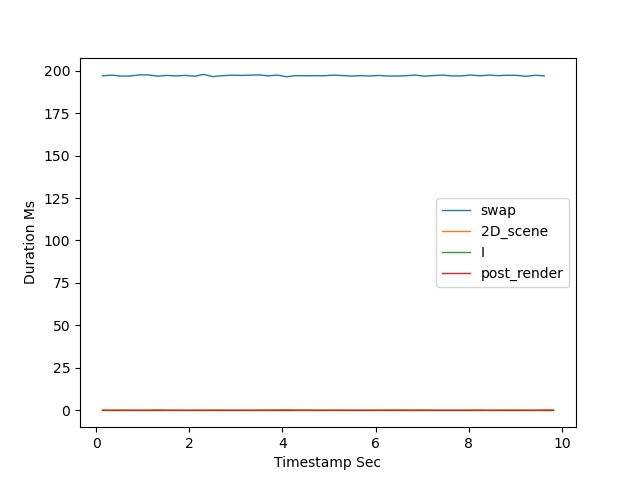 200
175
150
125
100
75
50
25
0
Duration Ms
swap
2D_scene
I
post_render
0 2 4 6 8 10
Timestamp Sec